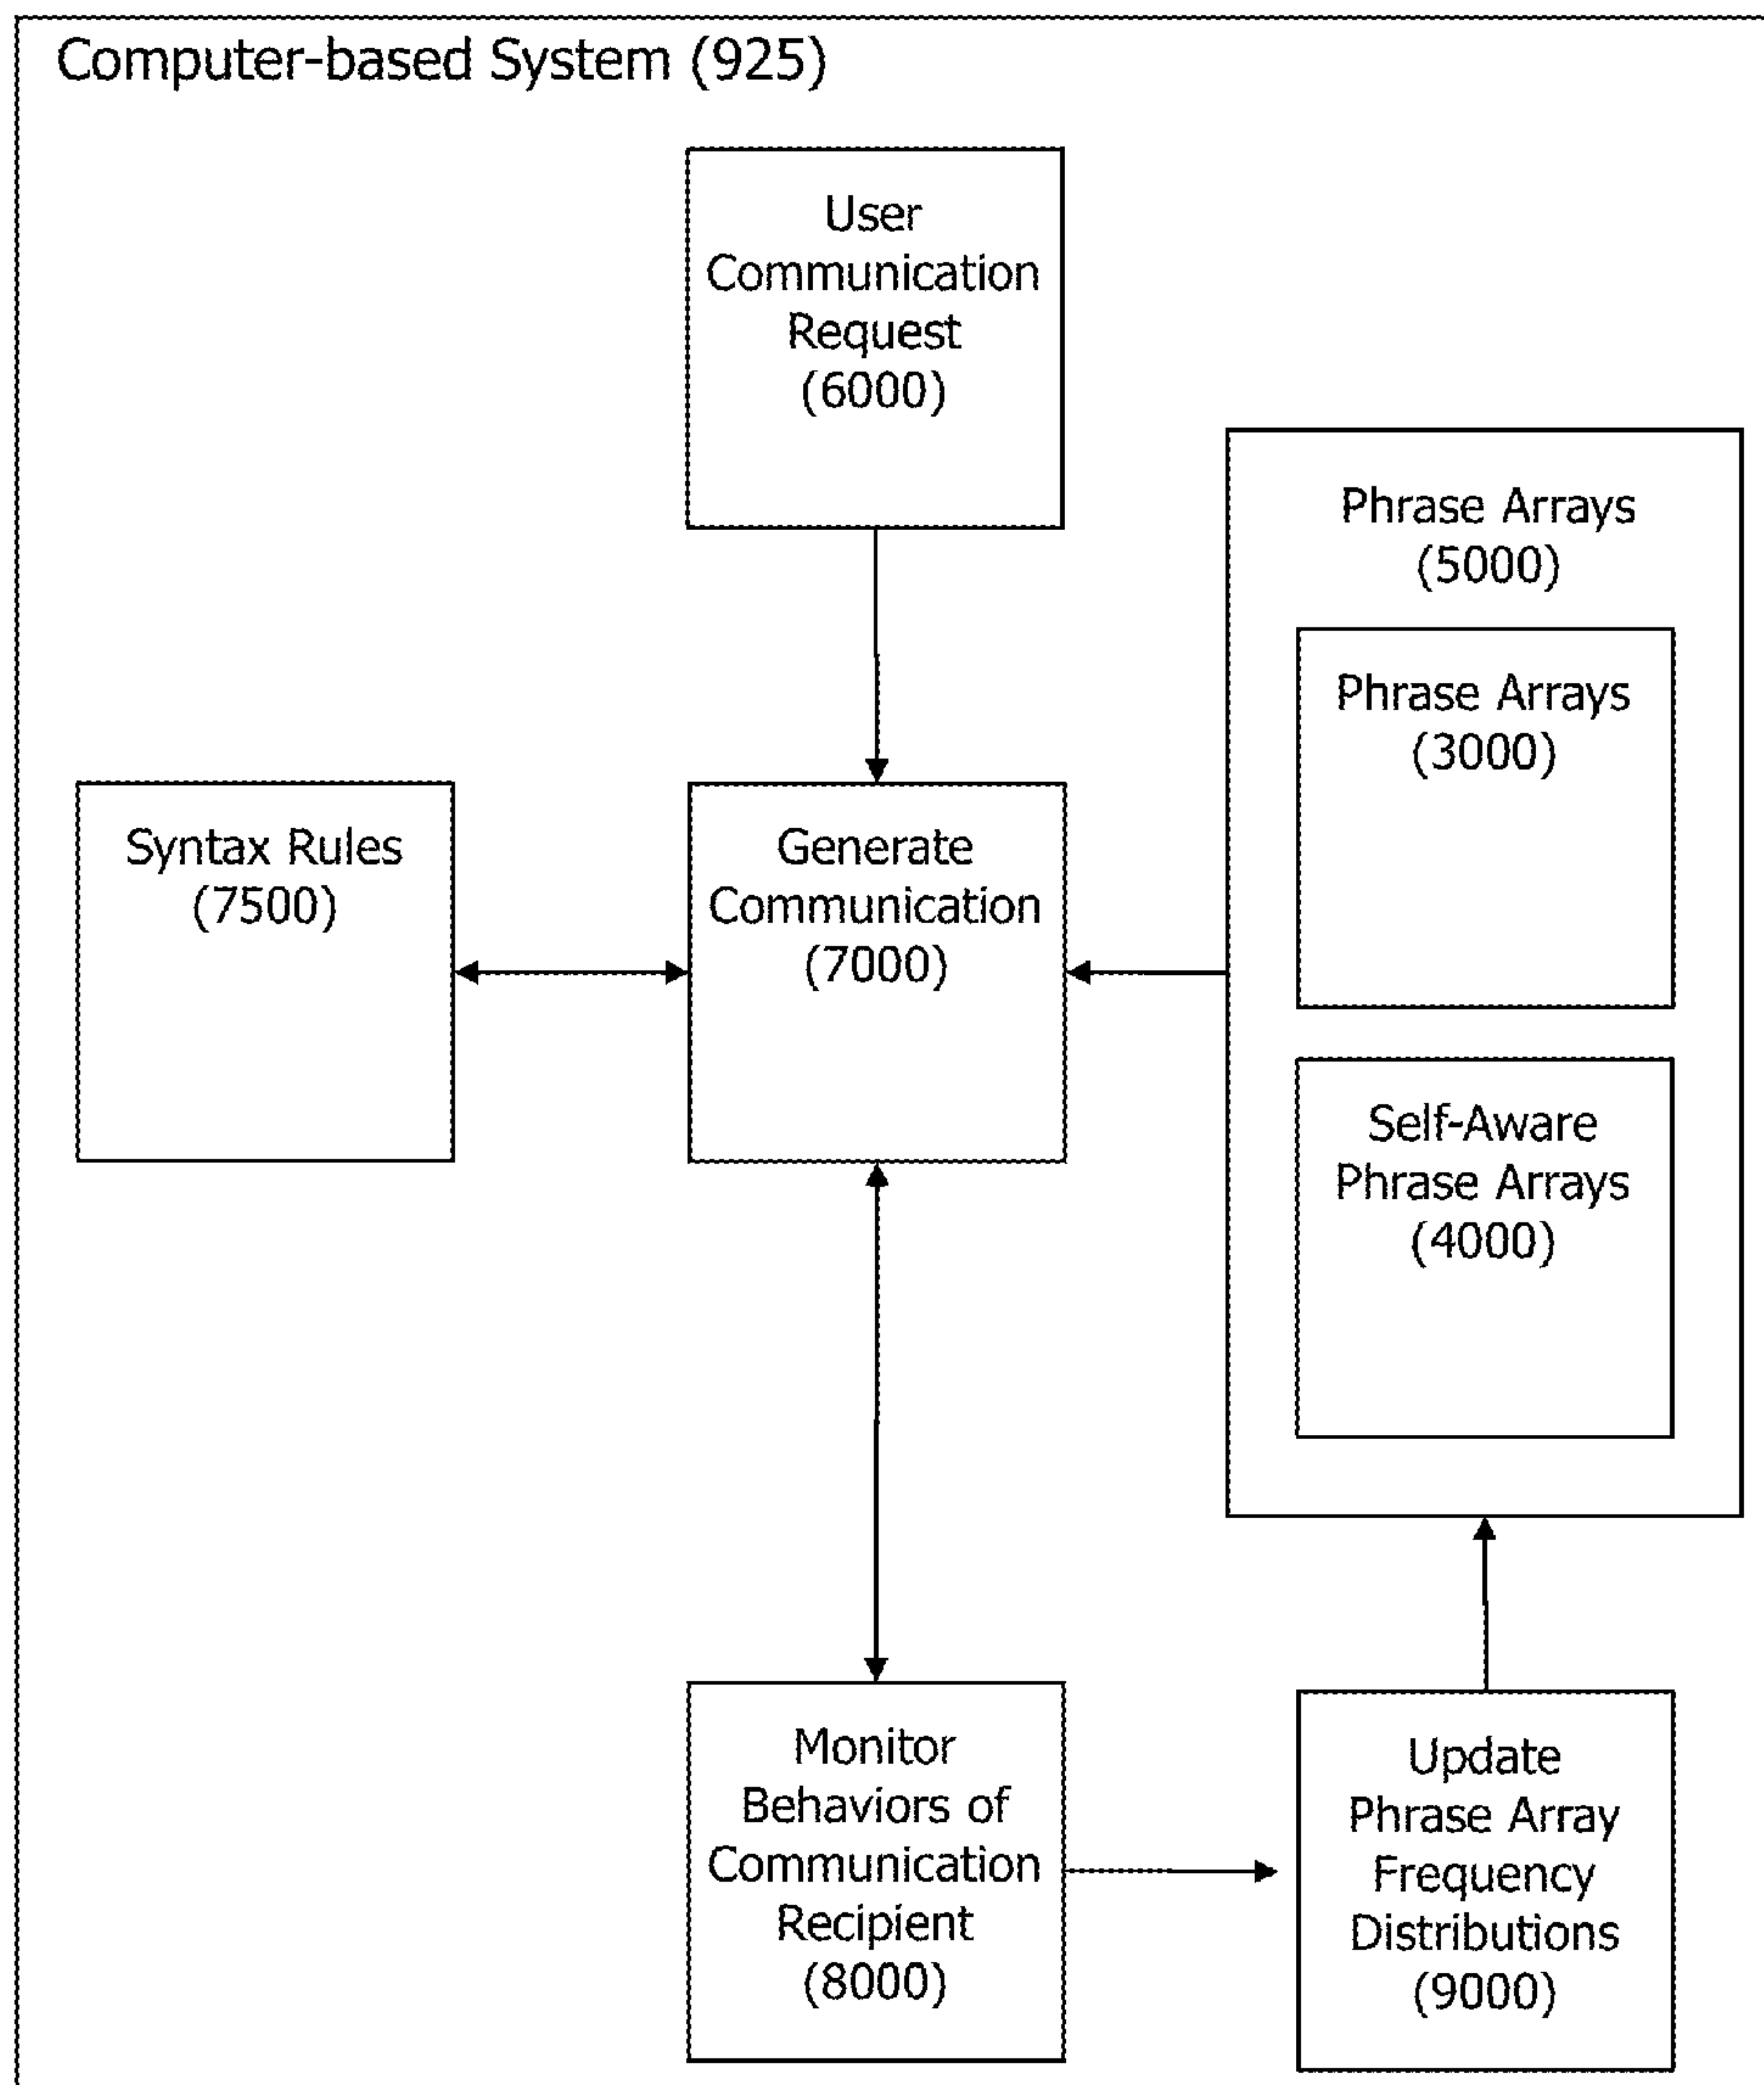 Computer-based System (925)
User
Communication
Request
(6000)
Phrase Arrays
(5000)
Phrase Arrays
(3000)
Syntax Rules
(7500)
Generate
Communication
(7000)
Self-Aware
Phrase Arrays
(4000)
Monitor
Behaviors of
Communication
Recipient
(8000)
Update
Phrase Array
Frequency
Distributions
(9000)